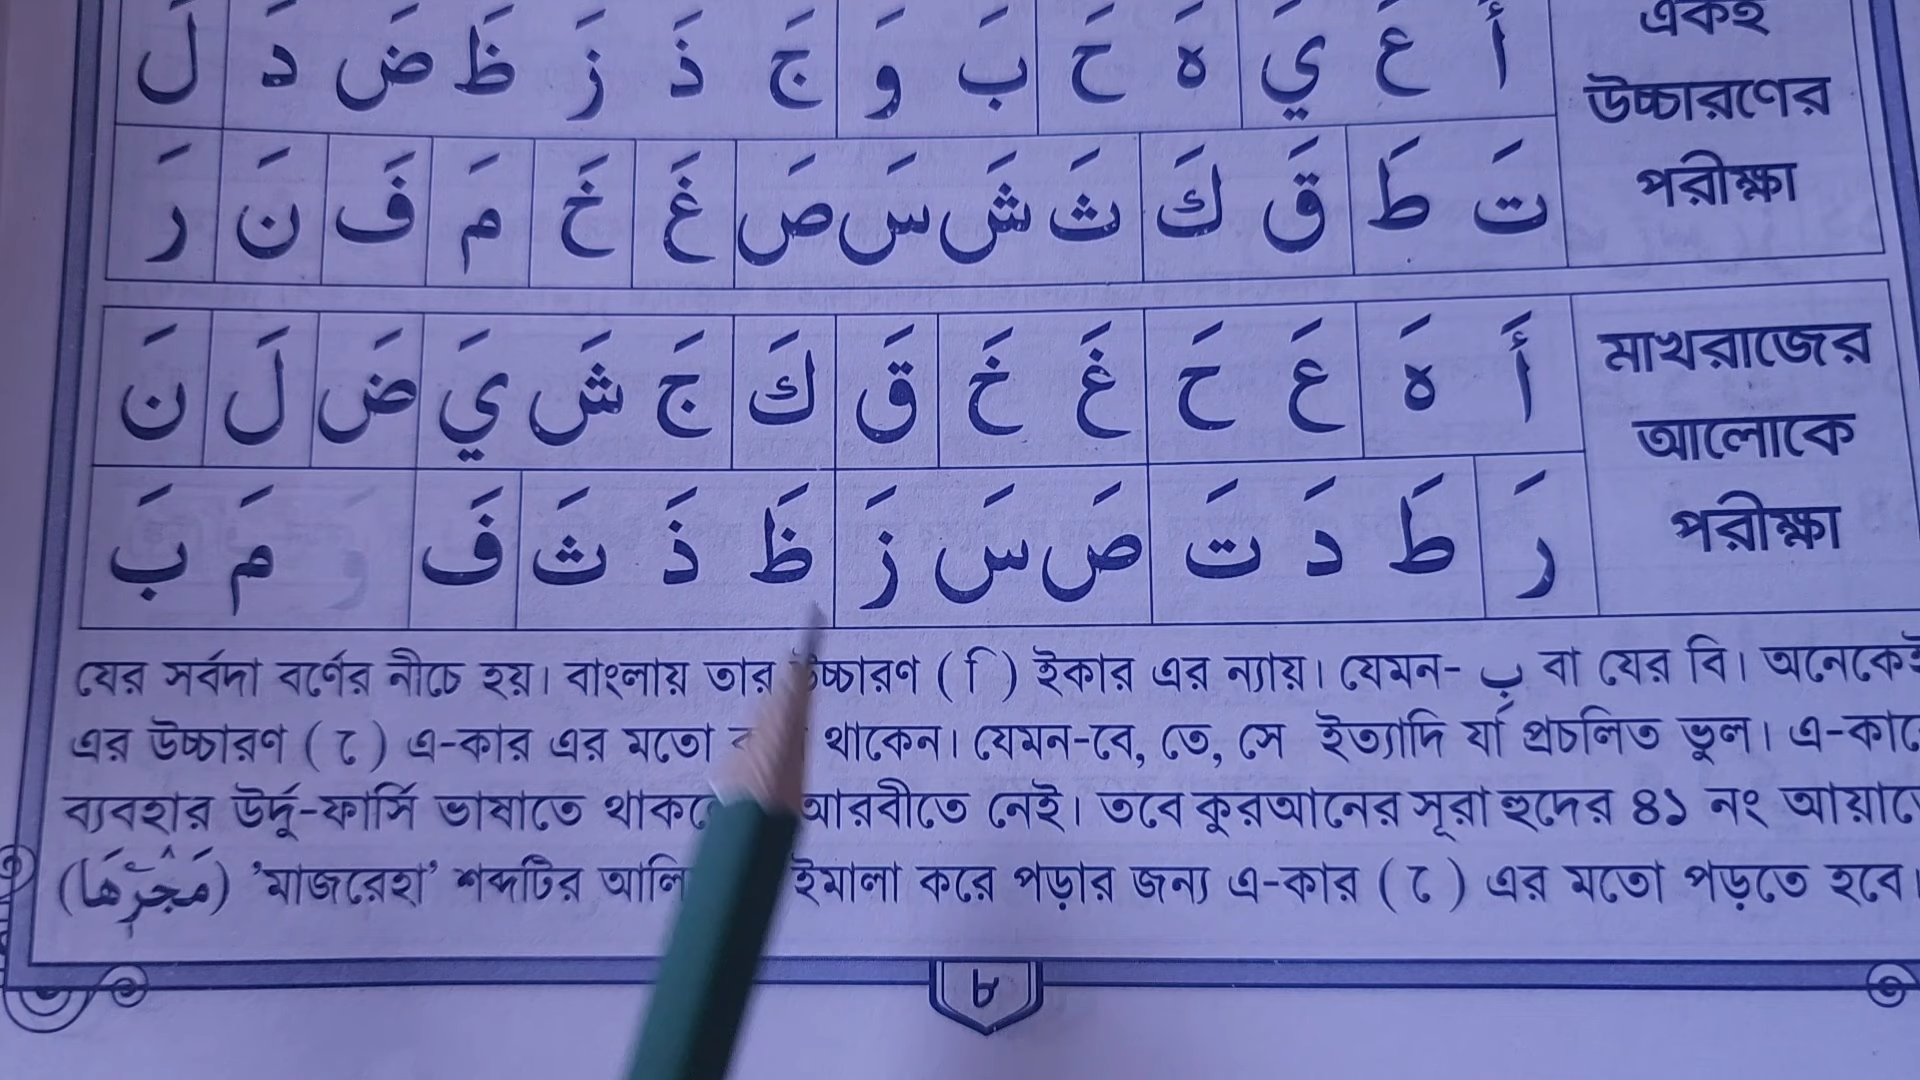 একই
উচ্চারণের
পরীক্ষা
أَ عَ يَ هَ حَ بَ وَ جَ ذَ زَ ظَ ضَ دَ لَ
تَ طَ قَ كَ ثَ شَ سَ صَ غَ خَ مَ فَ نَ رَ
মাখরাজের
আলোকে
পরীক্ষা
أَ هَ عَ حَ غَ خَ قَ كَ جَ شَ يَ ضَ لَ نَ
رَ طَ دَ تَ صَ سَ زَ ظَ ذَ ثَ فَ وَ مَ بَ
যের সর্বদা বর্ণের নীচে হয়। বাংলায় তার উচ্চারণ ( ি ) ইকার এর ন্যায়। যেমন- بِ বা যের বি। অনেকেই
এর উচ্চারণ ( ে ) এ-কার এর মতো থাকেন। যেমন-বে, তে, সে ইত্যাদি যা প্রচলিত ভুল। এ-কারে
ব্যবহার উর্দু-ফার্সি ভাষাতে আরবীতে নেই। তবে কুরআনের সূরা হুদের ৪১ নং
(مَجْرٖىهَا) 'মাজরেহা' শব্দটির ইমালা করে পড়ার জন্য এ-কার ( ে ) এর মতো পড়তে হবে।
৮